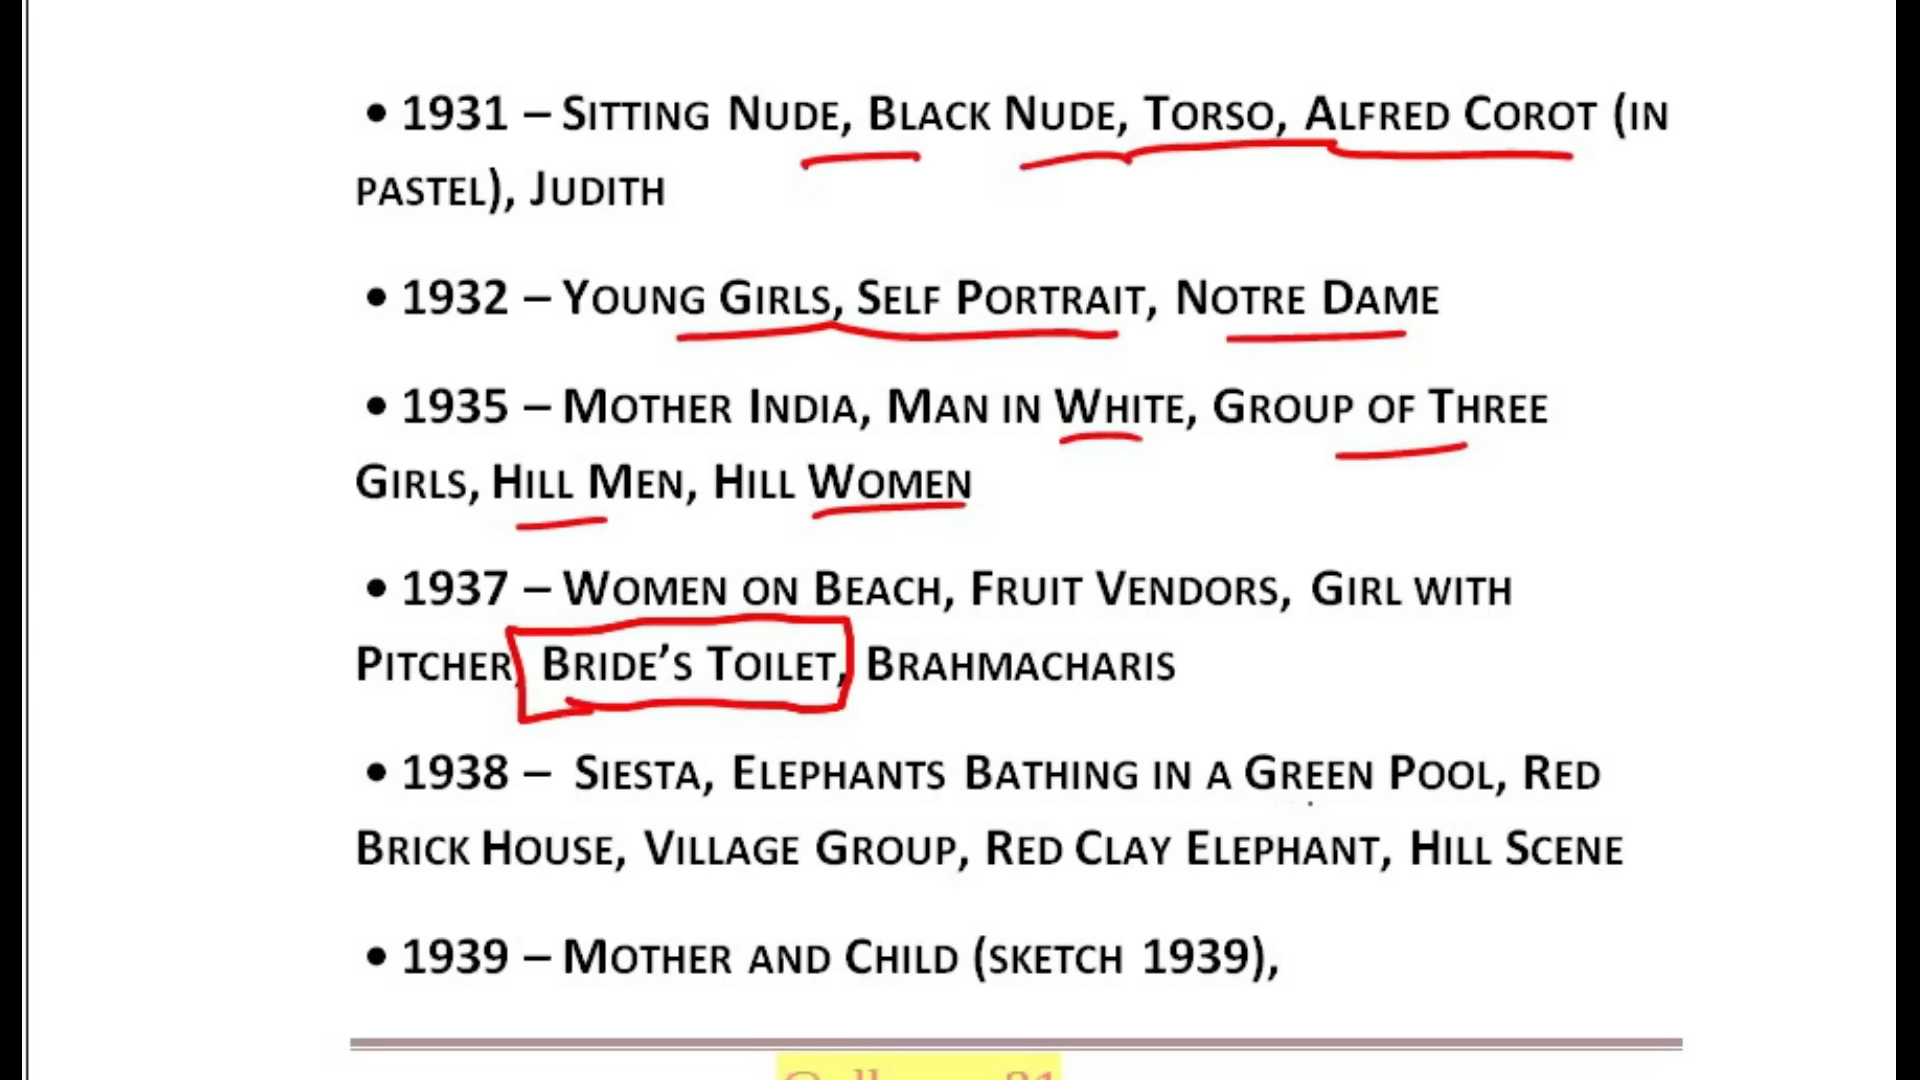 • 1931 – Sitting Nude, Black Nude, Torso, Alfred Corot (in
pastel), Judith
• 1932 – Young Girls, Self Portrait, Notre Dame
• 1935 – Mother India, Man in White, Group of Three
Girls, Hill Men, Hill Women
• 1937 – Women on Beach, Fruit Vendors, Girl with
Pitcher, Bride's Toilet, Brahmacharis
• 1938 – Siesta, Elephants Bathing in a Green Pool, Red
Brick House, Village Group, Red Clay Elephant, Hill Scene
• 1939 – Mother and Child (sketch 1939),